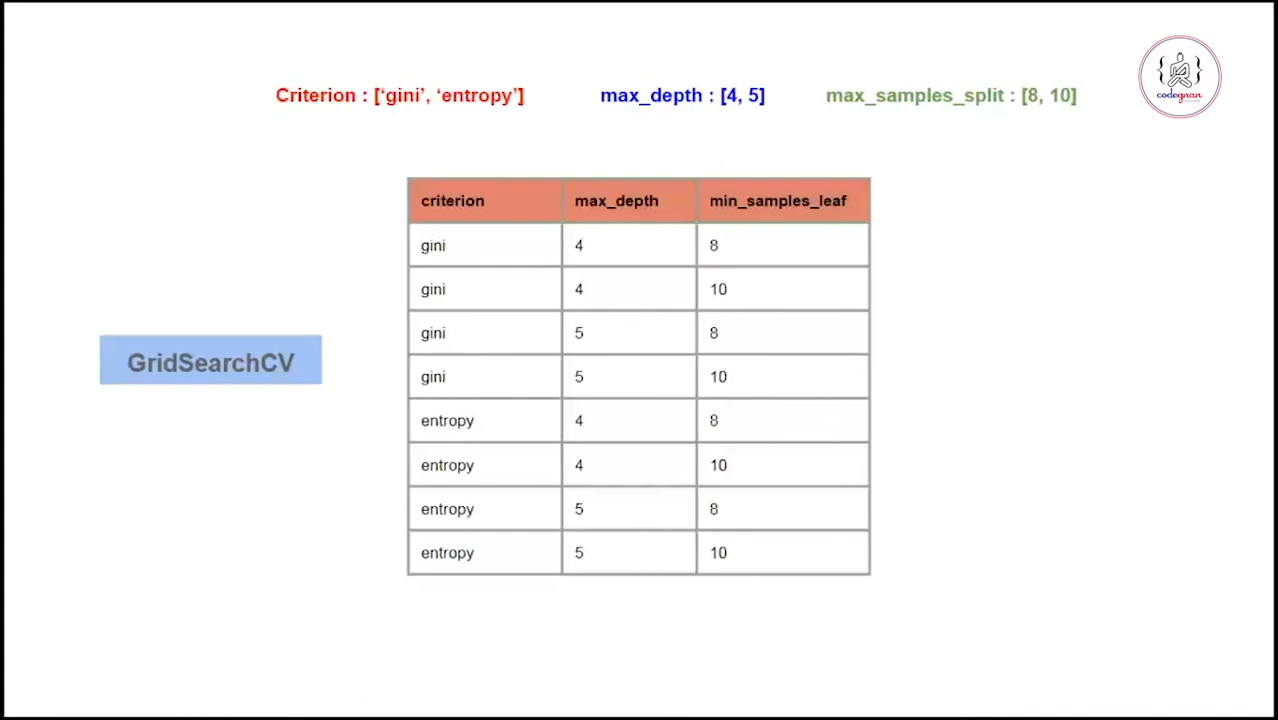 Criterion : [‘gini’, ‘entropy’] max_depth : [4, 5] max_samples_split : [8, 10]
{ }
codegnan
criterion max_depth min_samples_leaf
gini 4 8
gini 4 10
gini 5 8
GridSearchCV
gini 5 10
entropy 4 8
entropy 4 10
entropy 5 8
entropy 5 10